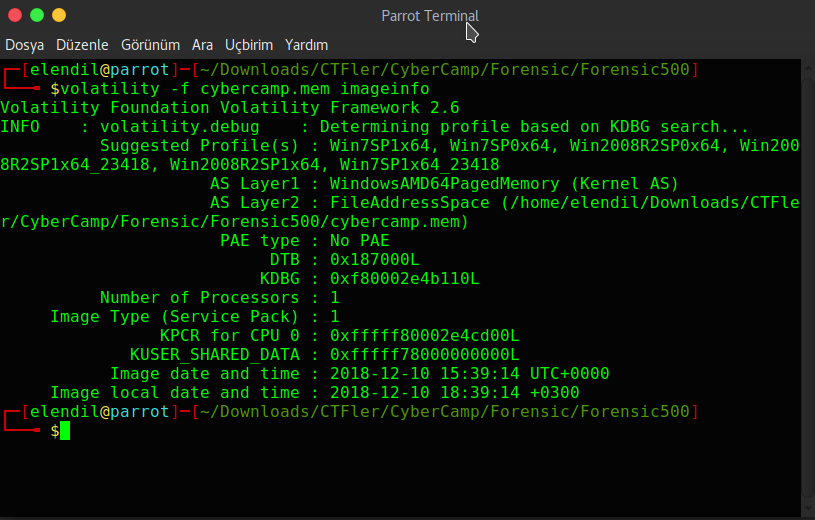 Parrot Terminal
Dosya Düzenle Görünüm Ara Uçbirim Yardım
┌─[elendil@parrot]─[~/Downloads/CTFler/CyberCamp/Forensic/Forensic500]
└──╼ $volatility -f cybercamp.mem imageinfo
Volatility Foundation Volatility Framework 2.6
INFO    : volatility.debug    : Determining profile based on KDBG search...
          Suggested Profile(s) : Win7SP1x64, Win7SP0x64, Win2008R2SP0x64, Win200
8R2SP1x64_23418, Win2008R2SP1x64, Win7SP1x64_23418
                     AS Layer1 : WindowsAMD64PagedMemory (Kernel AS)
                     AS Layer2 : FileAddressSpace (/home/elendil/Downloads/CTFle
r/CyberCamp/Forensic/Forensic500/cybercamp.mem)
                      PAE type : No PAE
                           DTB : 0x187000L
                          KDBG : 0xf80002e4b110L
          Number of Processors : 1
     Image Type (Service Pack) : 1
                KPCR for CPU 0 : 0xfffff80002e4cd00L
             KUSER_SHARED_DATA : 0xfffff78000000000L
           Image date and time : 2018-12-10 15:39:14 UTC+0000
     Image local date and time : 2018-12-10 18:39:14 +0300
┌─[elendil@parrot]─[~/Downloads/CTFler/CyberCamp/Forensic/Forensic500]
└──╼ $